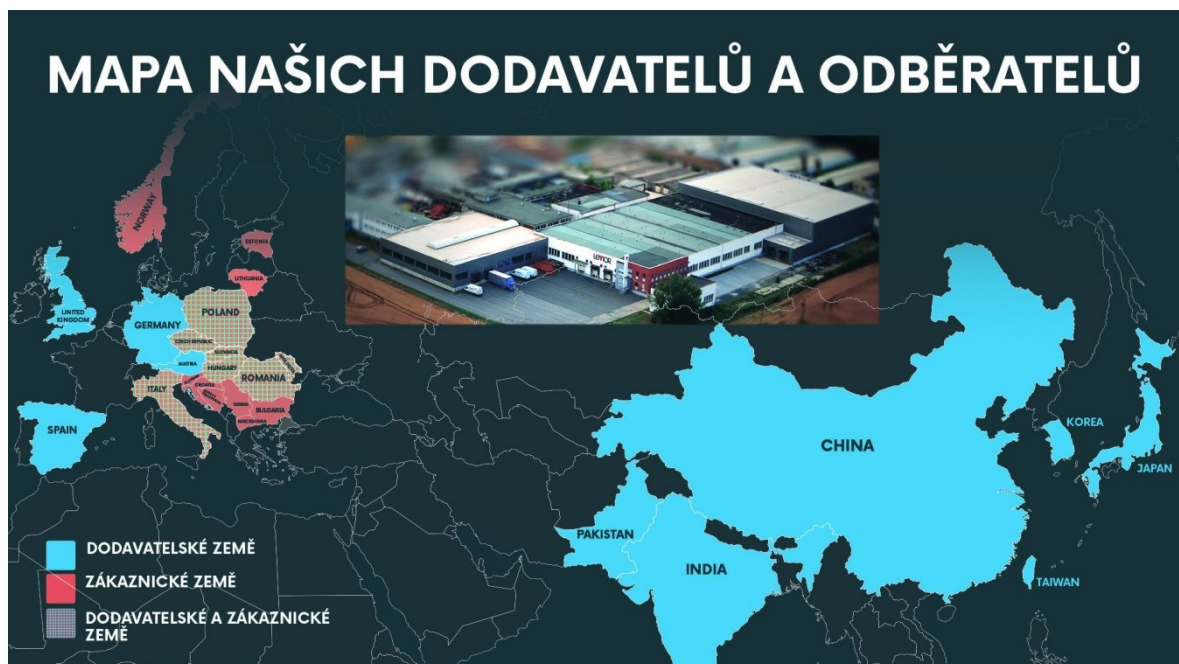 MAPA NAŠICH DODAVATELŮ A ODBĚRATELŮ
NORWAY
ESTONIA
LITHUANIA
UNITED
KINGDOM
POLAND
GERMANY
CZECH REPUBLIC
SLOVAKIA
AUSTRIA
HUNGARY
ROMANIA
ITALY
CROATIA
SERBIA
BULGARIA
MACEDONIA
SPAIN
CHINA
KOREA
JAPAN
PAKISTAN
INDIA
TAIWAN
DODAVATELSKÉ ZEMĚ
ZÁKAZNICKÉ ZEMĚ
DODAVATELSKÉ A ZÁKAZNICKÉ
ZEMĚ